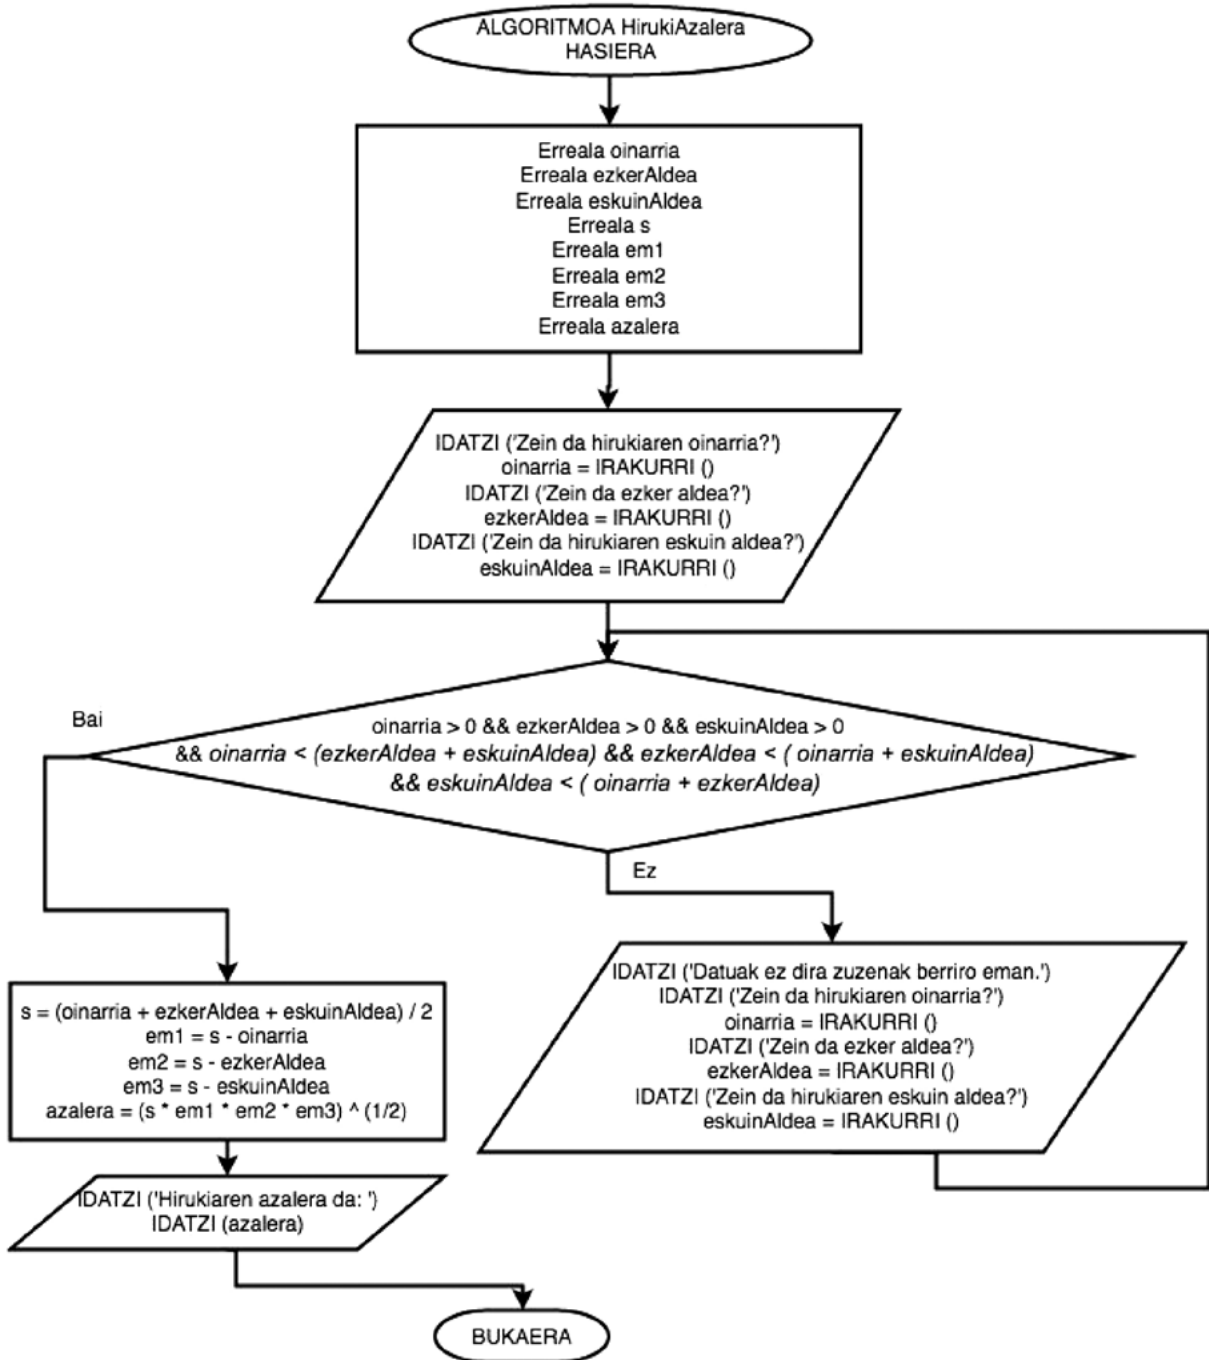 ALGORITMOA HirukiAzalera
HASIERA
Erreala oinarria
Erreala ezkerAldea
Erreala eskuinAldea
Erreala s
Erreala em1
Erreala em2
Erreala em3
Erreala azalera
IDATZI ('Zein da hirukiaren oinarria?')
oinarria = IRAKURRI ()
IDATZI ('Zein da ezker aldea?')
ezkerAldea = IRAKURRI ()
IDATZI ('Zein da hirukiaren eskuin aldea?')
eskuinAldea = IRAKURRI ()
Bai
oinarria > 0 && ezkerAldea > 0 && eskuinAldea > 0
&& oinarria < (ezkerAldea + eskuinAldea) && ezkerAldea < ( oinarria + eskuinAldea)
&& eskuinAldea < ( oinarria + ezkerAldea)
Ez
s = (oinarria + ezkerAldea + eskuinAldea) / 2
em1 = s - oinarria
em2 = s - ezkerAldea
em3 = s - eskuinAldea
azalera = (s * em1 * em2 * em3) ^ (1/2)
IDATZI ('Datuak ez dira zuzenak berriro eman.')
IDATZI ('Zein da hirukiaren oinarria?')
oinarria = IRAKURRI ()
IDATZI ('Zein da ezker aldea?')
ezkerAldea = IRAKURRI ()
IDATZI ('Zein da hirukiaren eskuin aldea?')
eskuinAldea = IRAKURRI ()
IDATZI ('Hirukiaren azalera da: ')
IDATZI (azalera)
BUKAERA